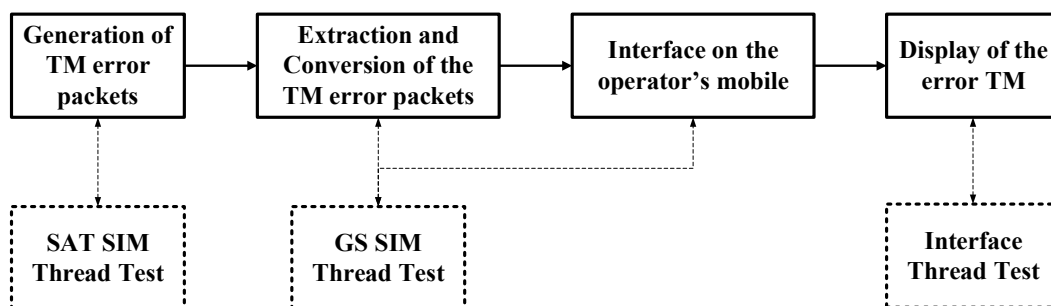 Generation of
TM error
packets
Extraction and
Conversion of the
TM error packets
Interface on the
operator’s mobile
Display of the
error TM
SAT SIM
Thread Test
GS SIM
Thread Test
Interface
Thread Test